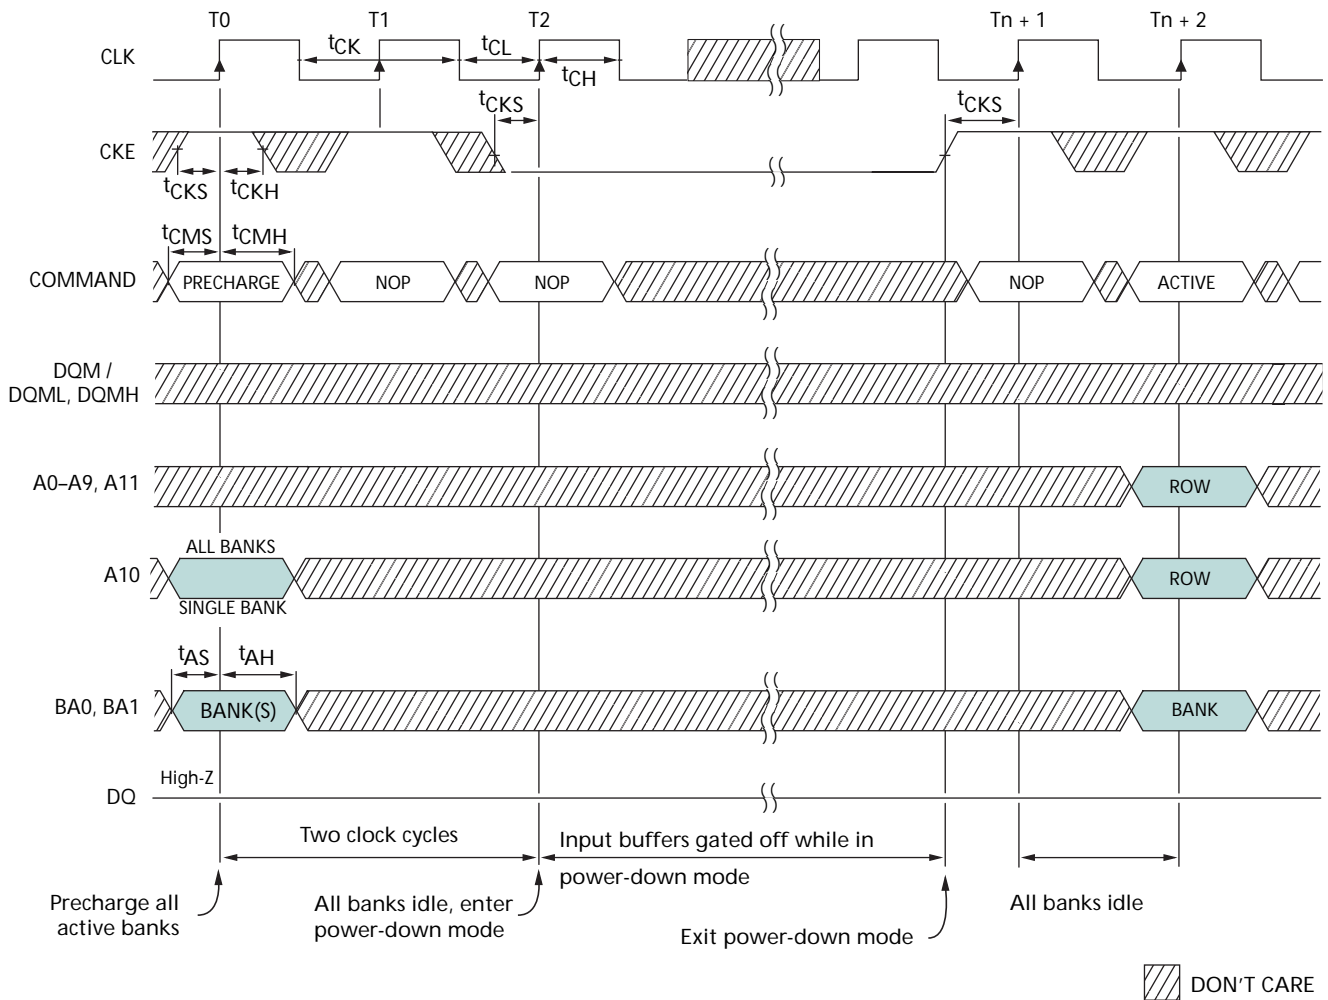 T0 T1 T2 Tn + 1 Tn + 2
CLK
tCK tCL
tCH
tCKS tCKS
CKE
tCKS tCKH
tCMS tCMH
COMMAND PRECHARGE NOP NOP NOP ACTIVE
DQM /
DQML, DQMH
A0–A9, A11 ROW
ALL BANKS
A10 ROW
SINGLE BANK
tAS tAH
BA0, BA1 BANK(S) BANK
High-Z
DQ
Two clock cycles
Input buffers gated off while in
power-down mode
Precharge all
active banks
All banks idle, enter
power-down mode
Exit power-down mode
All banks idle
DON'T CARE